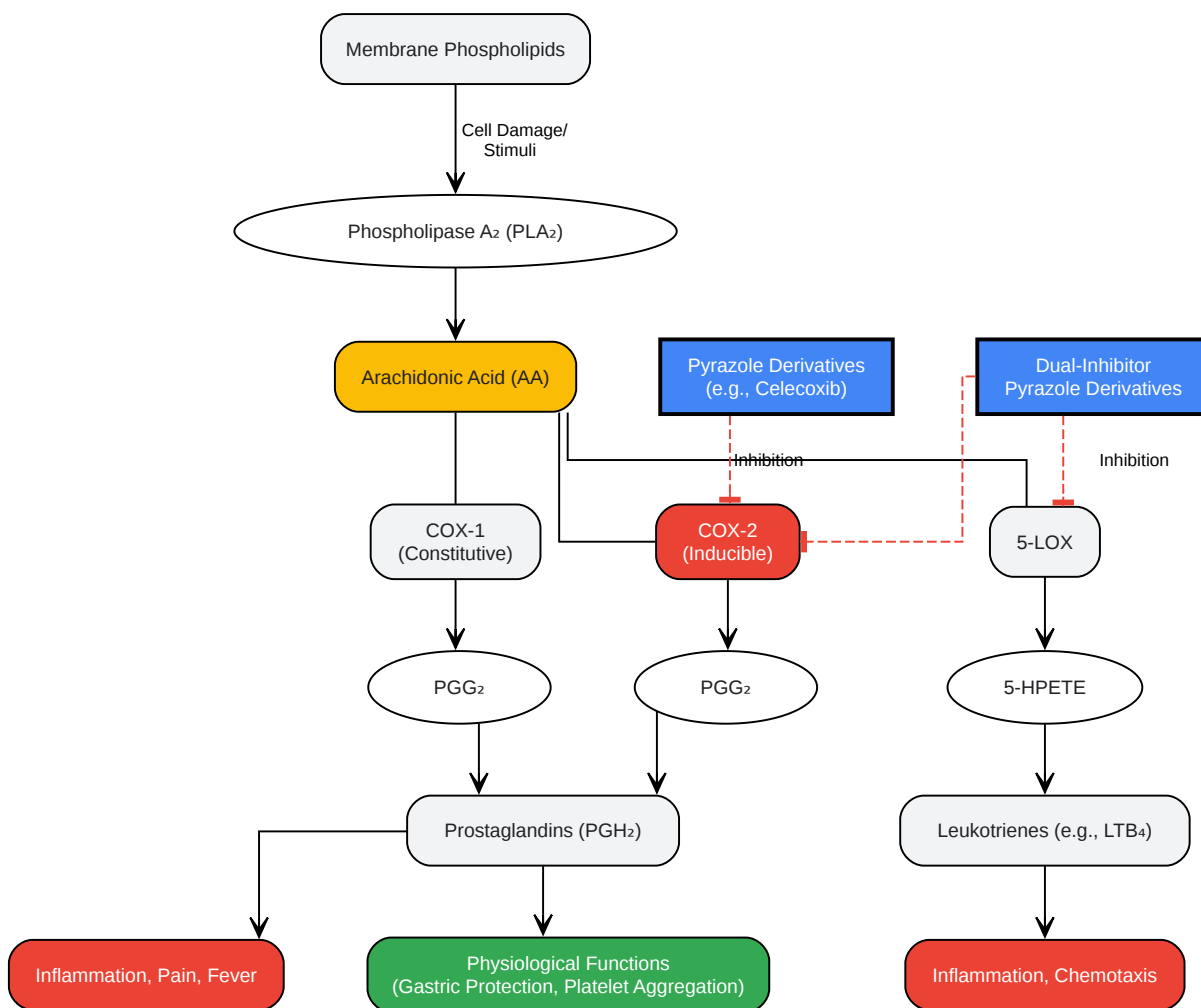 Membrane Phospholipids
Cell Damage/
Stimuli
Phospholipase A₂ (PLA₂)
Arachidonic Acid (AA)
Pyrazole Derivatives
(e.g., Celecoxib)
Dual-Inhibitor
Pyrazole Derivatives
Inhibition
Inhibition
COX-1
(Constitutive)
COX-2
(Inducible)
5-LOX
PGG₂
PGG₂
5-HPETE
Prostaglandins (PGH₂)
Leukotrienes (e.g., LTB₄)
Inflammation, Pain, Fever
Physiological Functions
(Gastric Protection, Platelet Aggregation)
Inflammation, Chemotaxis